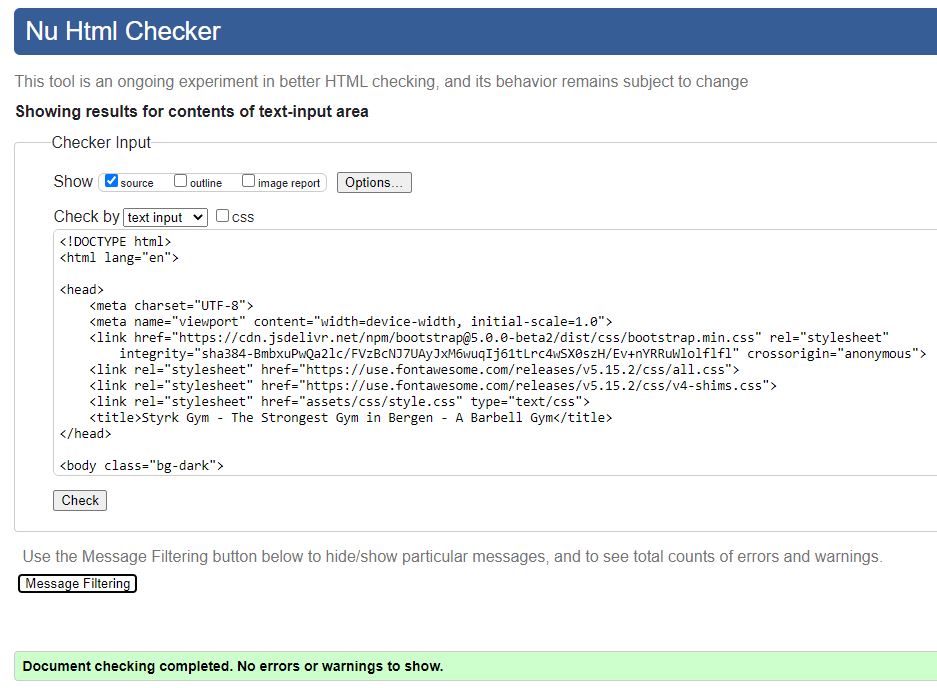 Nu Html Checker
This tool is an ongoing experiment in better HTML checking, and its behavior remains subject to change
Showing results for contents of text-input area
Checker Input
Show source outline image report Options...
Check by text input css
<!DOCTYPE html>
<html lang="en">
<head>
<meta charset="UTF-8">
<meta name="viewport" content="width=device-width, initial-scale=1.0">
<link href="https://cdn.jsdelivr.net/npm/bootstrap@5.0.0-beta2/dist/css/bootstrap.min.css" rel="stylesheet"
integrity="sha384-BmbxuPwQa2lc/FVzBcNJ7UAyJxM6wuqIj61tLrc4wSX0szH/Ev+nYRRuWlolflfl" crossorigin="anonymous">
<link rel="stylesheet" href="https://use.fontawesome.com/releases/v5.15.2/css/all.css">
<link rel="stylesheet" href="https://use.fontawesome.com/releases/v5.15.2/css/v4-shims.css">
<link rel="stylesheet" href="assets/css/style.css" type="text/css">
<title>Styrk Gym - The Strongest Gym in Bergen - A Barbell Gym</title>
</head>
<body class="bg-dark">
Check
Use the Message Filtering button below to hide/show particular messages, and to see total counts of errors and warnings.
Message Filtering
Document checking completed. No errors or warnings to show.